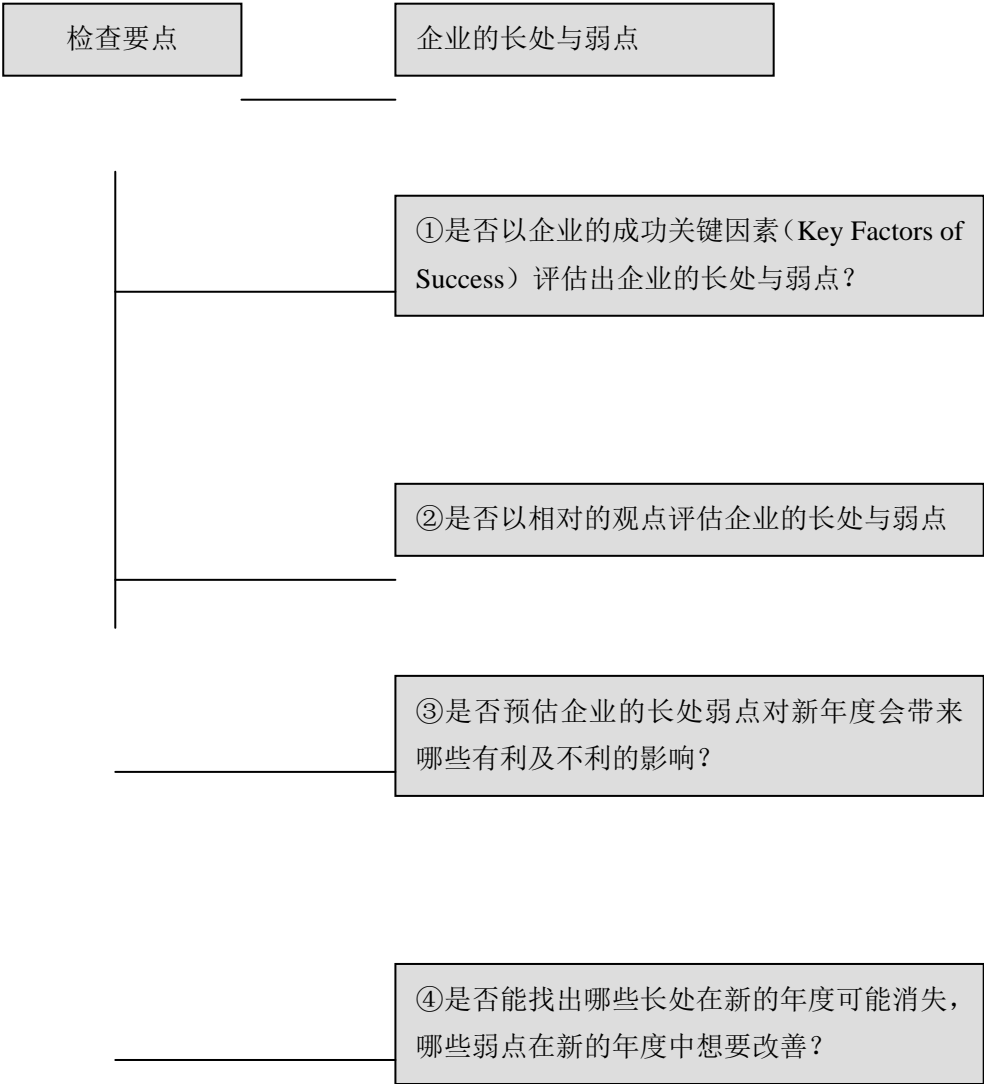 检查要点
企业的长处与弱点
①是否以企业的成功关键因素（Key Factors of
Success）评估出企业的长处与弱点？
②是否以相对的观点评估企业的长处与弱点
③是否预估企业的长处弱点对新年度会带来
哪些有利及不利的影响？
④是否能找出哪些长处在新的年度可能消失，
哪些弱点在新的年度中想要改善？